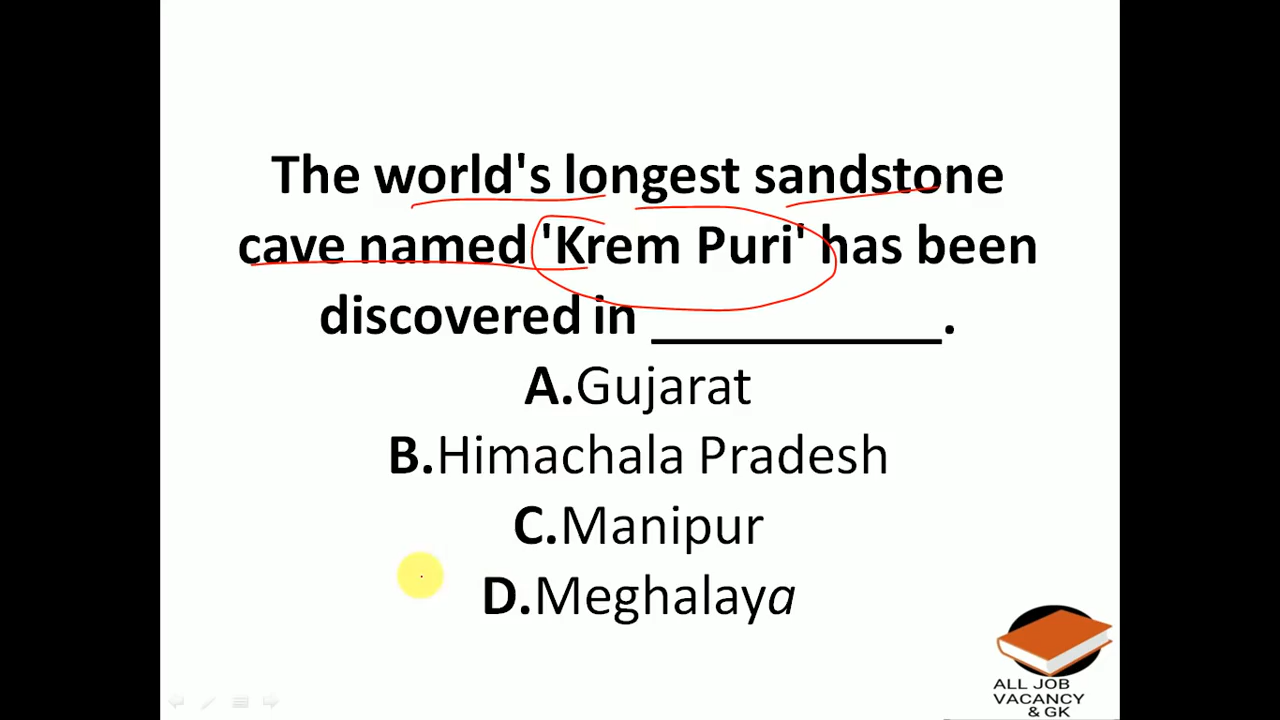 The world's longest sandstone
cave named 'Krem Puri' has been
discovered in __________.
A.Gujarat
B.Himachala Pradesh
C.Manipur
D.Meghalaya
ALL JOB
VACANCY
& GK